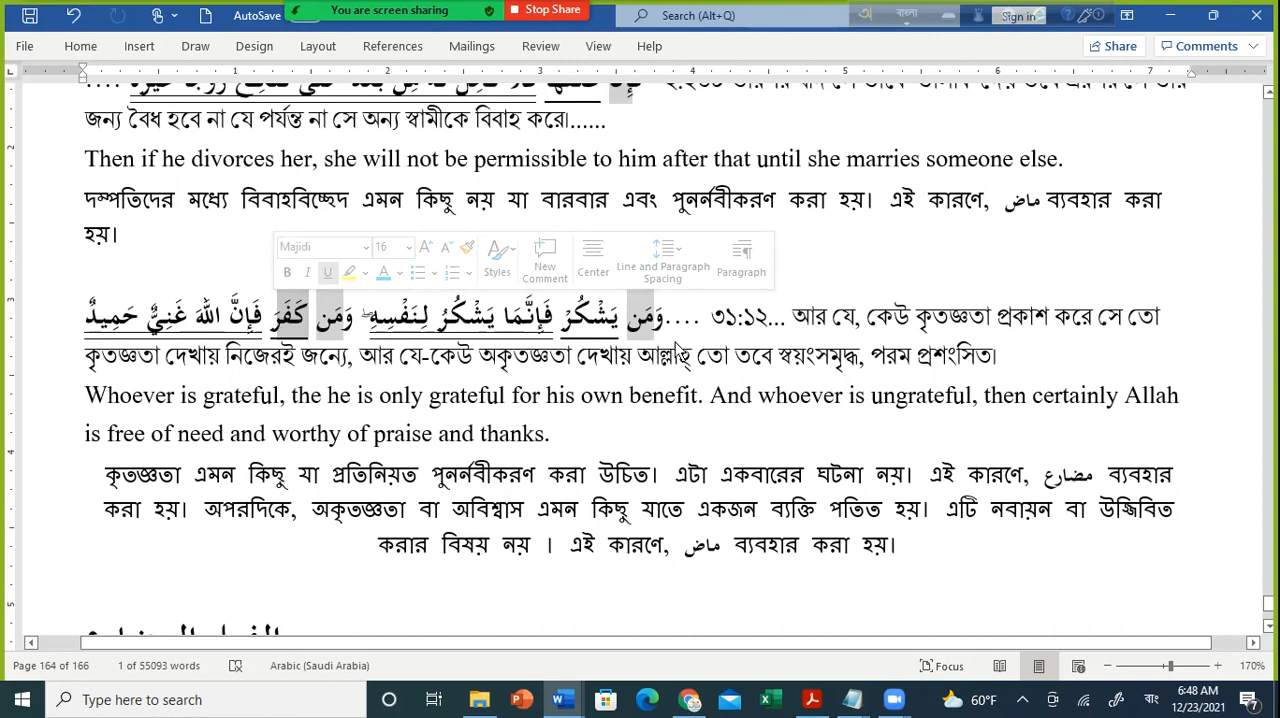 AutoSave
You are screen sharing
Stop Share
Search (Alt+Q)
বাংলা
Sign in
File Home Insert Draw Design Layout References Mailings Review View Help
Share Comments
1 2 3 4 5 6 7
জন্য বৈধ হবে না যে পর্যন্ত না সে অন্য স্বামীকে বিবাহ করে।......
Then if he divorces her, she will not be permissible to him after that until she marries someone else.
দম্পতিদের মধ্যে বিবাহবিচ্ছেদ এমন কিছু নয় যা বারবার এবং পুনর্নবীকরণ করা হয়। এই কারণে, ماض ব্যবহার করা
হয়।
Majidi 16
Styles New Comment Center Line and Paragraph Spacing Paragraph
B I U
....وَمَن يَشْكُرْ فَإِنَّمَا يَشْكُرُ لِنَفْسِهِ ۖ وَمَن كَفَرَ فَإِنَّ اللَّهَ غَنِيٌّ حَمِيدٌ ৩১:১২... আর যে, কেউ কৃতজ্ঞতা প্রকাশ করে সে তো
কৃতজ্ঞতা দেখায় নিজেরই জন্যে, আর যে-কেউ অকৃতজ্ঞতা দেখায় আল্লাহ্ তো তবে স্বয়ংসমৃদ্ধ, পরম প্রশংসিত।
Whoever is grateful, the he is only grateful for his own benefit. And whoever is ungrateful, then certainly Allah
is free of need and worthy of praise and thanks.
কৃতজ্ঞতা এমন কিছু যা প্রতিনিয়ত পুনর্নবীকরণ করা উচিত। এটা একবারের ঘটনা নয়। এই কারণে, مضارع ব্যবহার
করা হয়। অপরদিকে, অকৃতজ্ঞতা বা অবিশ্বাস এমন কিছু যাতে একজন ব্যক্তি পতিত হয়। এটি নবায়ন বা উজ্জিবিত
করার বিষয় নয় । এই কারণে, ماض ব্যবহার করা হয়।
Page 164 of 166 1 of 55093 words Arabic (Saudi Arabia) Focus 170%
Type here to search 60°F বাং 6:48 AM
12/23/2021 7